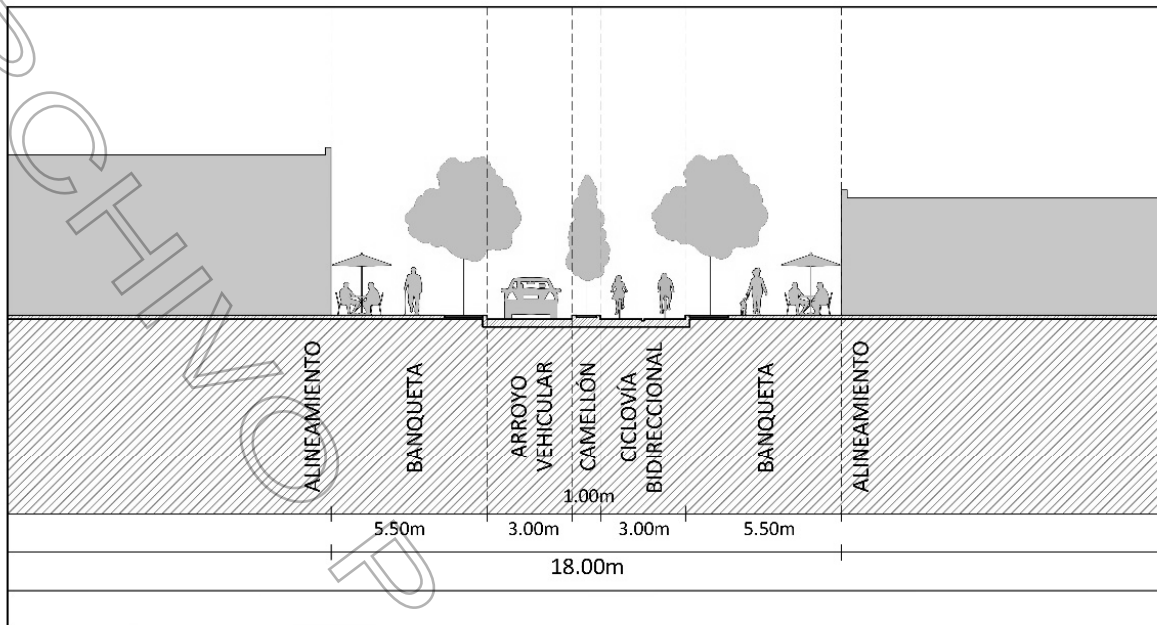 ALINEAMIENTO
BANQUETA
ARROYO
VEHICULAR
CAMELLÓN
CICLOVÍA
BIDIRECCIONAL
BANQUETA
ALINEAMIENTO
1.00m
5.50m 3.00m 3.00m 5.50m
18.00m
SCHIVO P